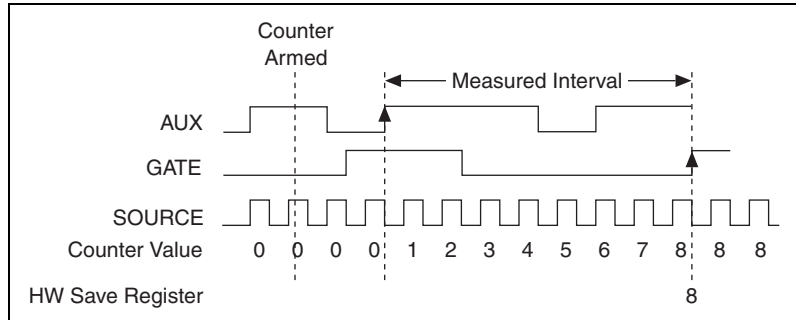 Counter
Armed
Measured Interval
AUX
GATE
SOURCE
Counter Value 0 0 0 0 1 2 3 4 5 6 7 8 8 8
HW Save Register 8